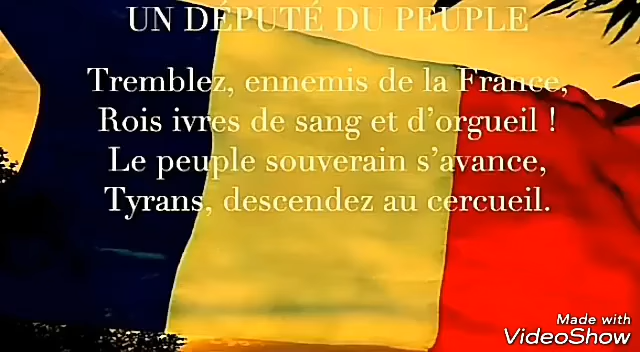 UN DÉPUTÉ DU PEUPLE
Tremblez, ennemis de la France,
Rois ivres de sang et d'orgueil !
Le peuple souverain s'avance,
Tyrans, descendez au cercueil.
Made with
VideoShow